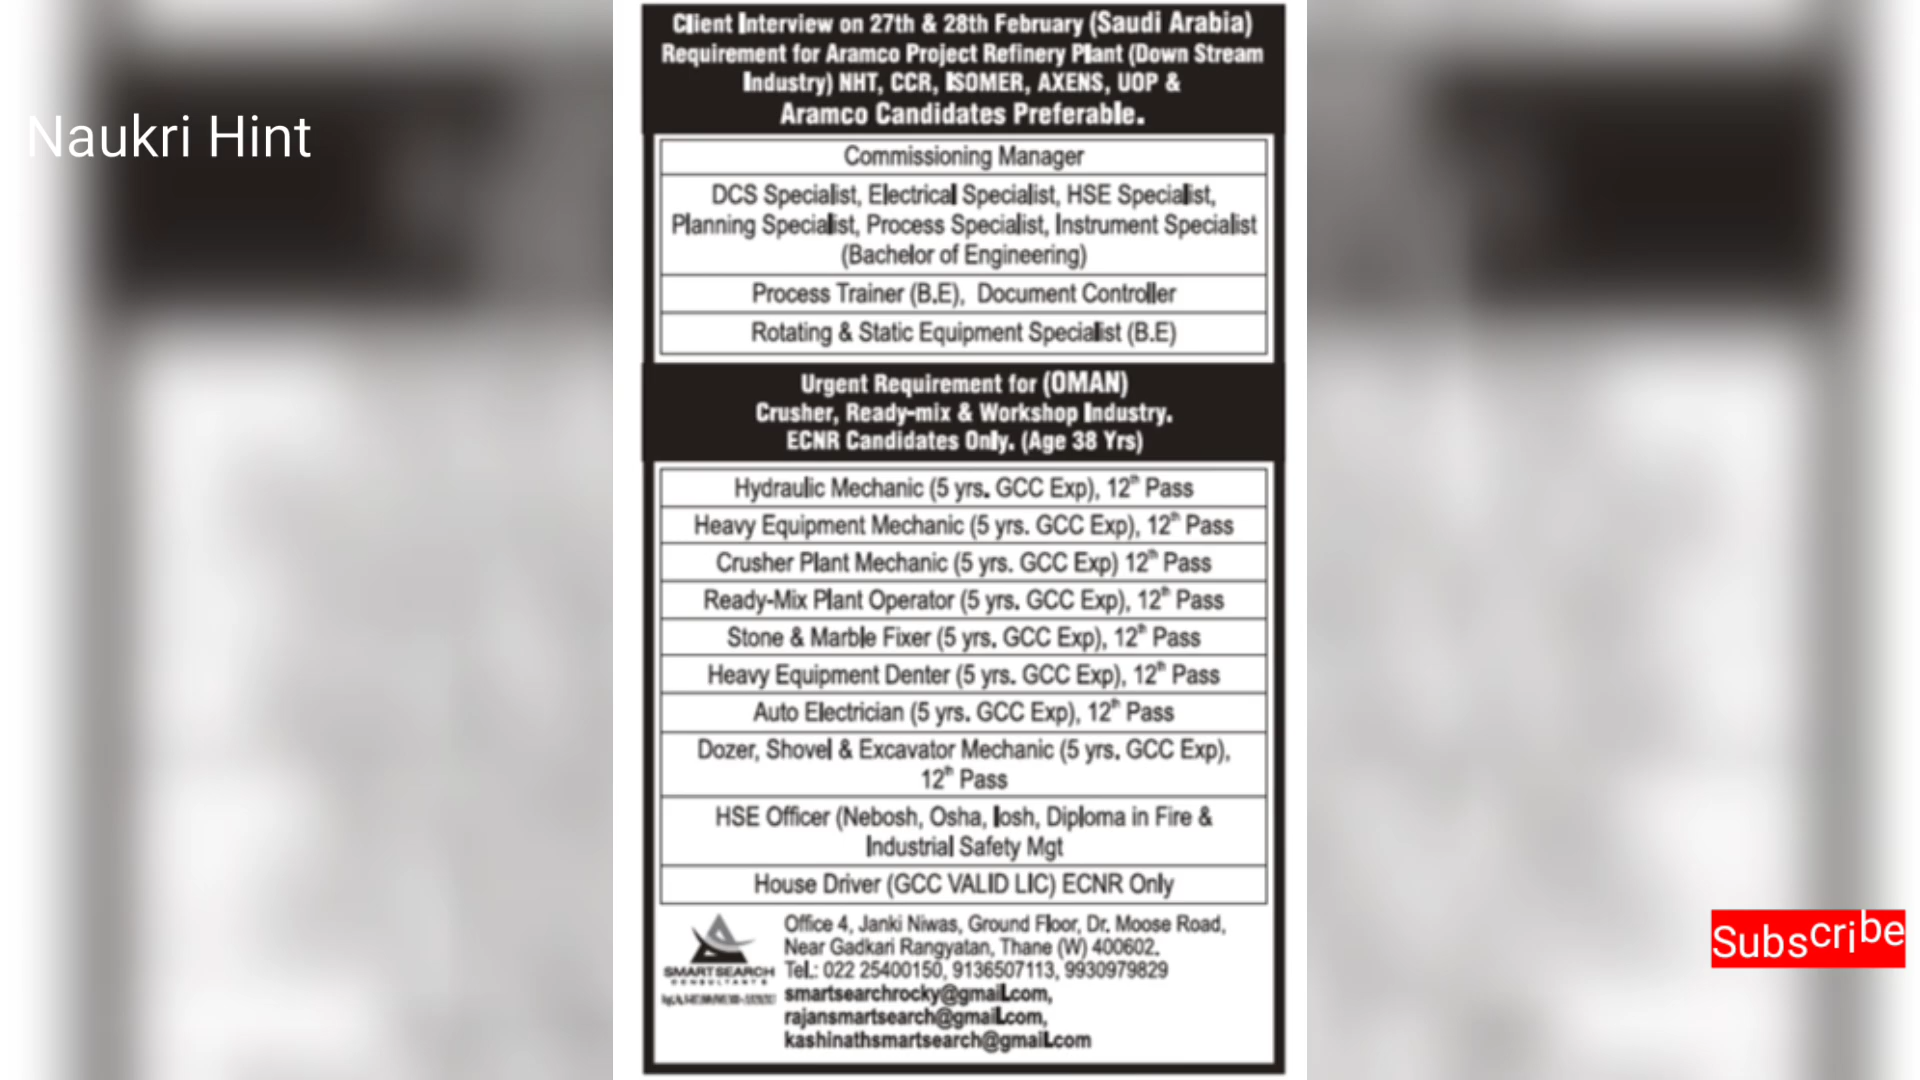 Naukri Hint
Client Interview on 27th & 28th February (Saudi Arabia)
Requirement for Aramco Project Refinery Plant (Down Stream
Industry) NHT, CCR, ISOMER, AXENS, UOP &
Aramco Candidates Preferable.
Commissioning Manager
DCS Specialist, Electrical Specialist, HSE Specialist,
Planning Specialist, Process Specialist, Instrument Specialist
(Bachelor of Engineering)
Process Trainer (B.E), Document Controller
Rotating & Static Equipment Specialist (B.E)
Urgent Requirement for (OMAN)
Crusher, Ready-mix & Workshop Industry.
ECNR Candidates Only. (Age 38 Yrs)
Hydraulic Mechanic (5 yrs. GCC Exp), 12th Pass
Heavy Equipment Mechanic (5 yrs. GCC Exp), 12th Pass
Crusher Plant Mechanic (5 yrs. GCC Exp) 12th Pass
Ready-Mix Plant Operator (5 yrs. GCC Exp), 12th Pass
Stone & Marble Fixer (5 yrs. GCC Exp), 12th Pass
Heavy Equipment Denter (5 yrs. GCC Exp), 12th Pass
Auto Electrician (5 yrs. GCC Exp), 12th Pass
Dozer, Shovel & Excavator Mechanic (5 yrs. GCC Exp),
12th Pass
HSE Officer (Nebosh, Osha, Iosh, Diploma in Fire &
Industrial Safety Mgt
House Driver (GCC VALID LIC) ECNR Only
SMARTSEARCH
CONSULTANTS
Office 4, Janki Niwas, Ground Floor, Dr. Moose Road,
Near Gadkari Rangyatan, Thane (W) 400602.
Tel.: 022 25400150, 9136507113, 9930979829
smartsearchrocky@gmail.com,
rajansmartsearch@gmail.com,
kashinathsmartsearch@gmail.com
Subscribe